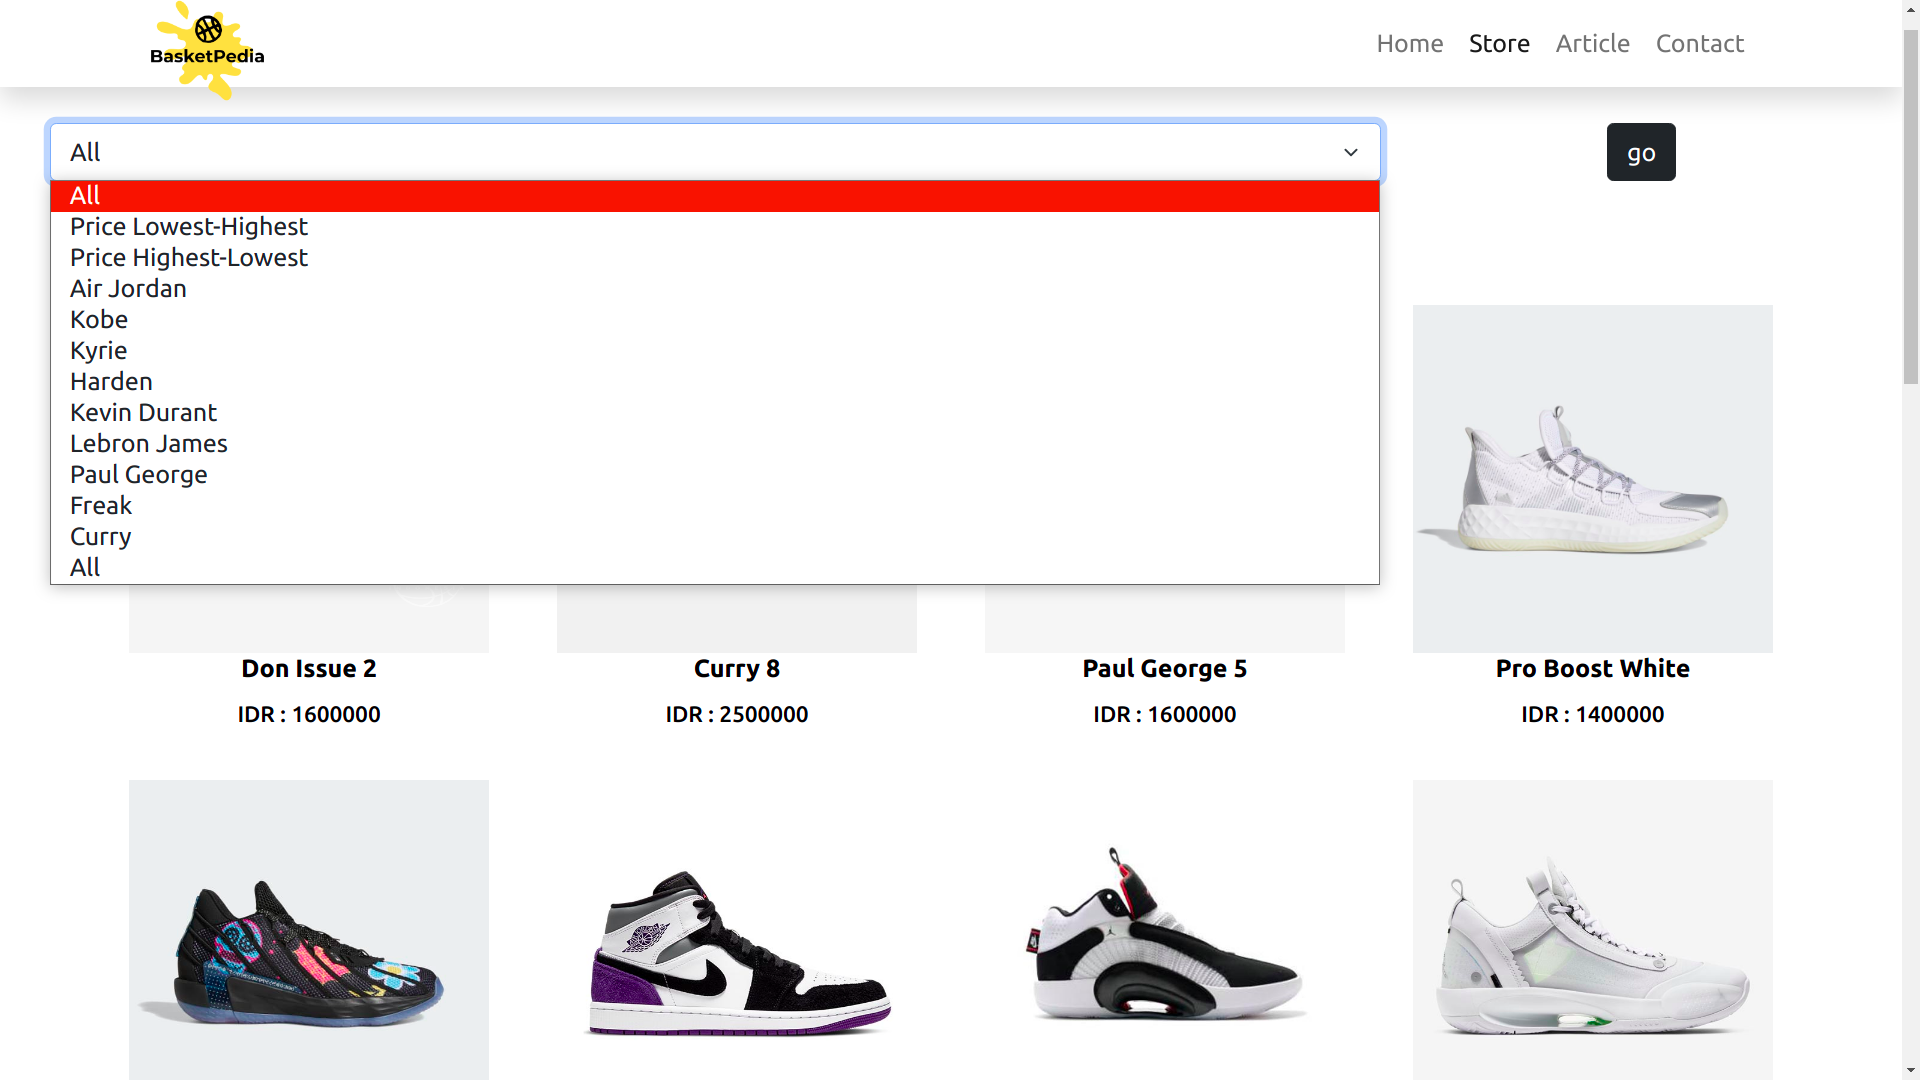 BasketPedia
Home Store Article Contact
All
go
All
Price Lowest-Highest
Price Highest-Lowest
Air Jordan
Kobe
Kyrie
Harden
Kevin Durant
Lebron James
Paul George
Freak
Curry
All
Don Issue 2
Curry 8
Paul George 5
Pro Boost White
IDR : 1600000
IDR : 2500000
IDR : 1600000
IDR : 1400000